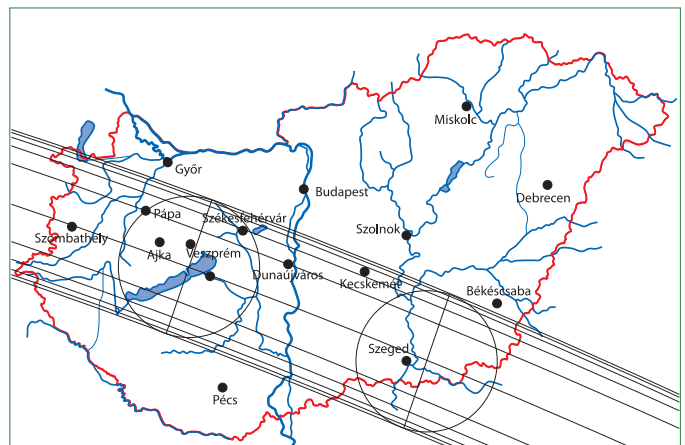 Miskolc
Győr
Budapest
Debrecen
Pápa
Székesfehérvár
Szolnok
Szombathely
Ajka
Veszprém
Dunaújváros
Kecskemét
Békéscsaba
Szeged
Pécs